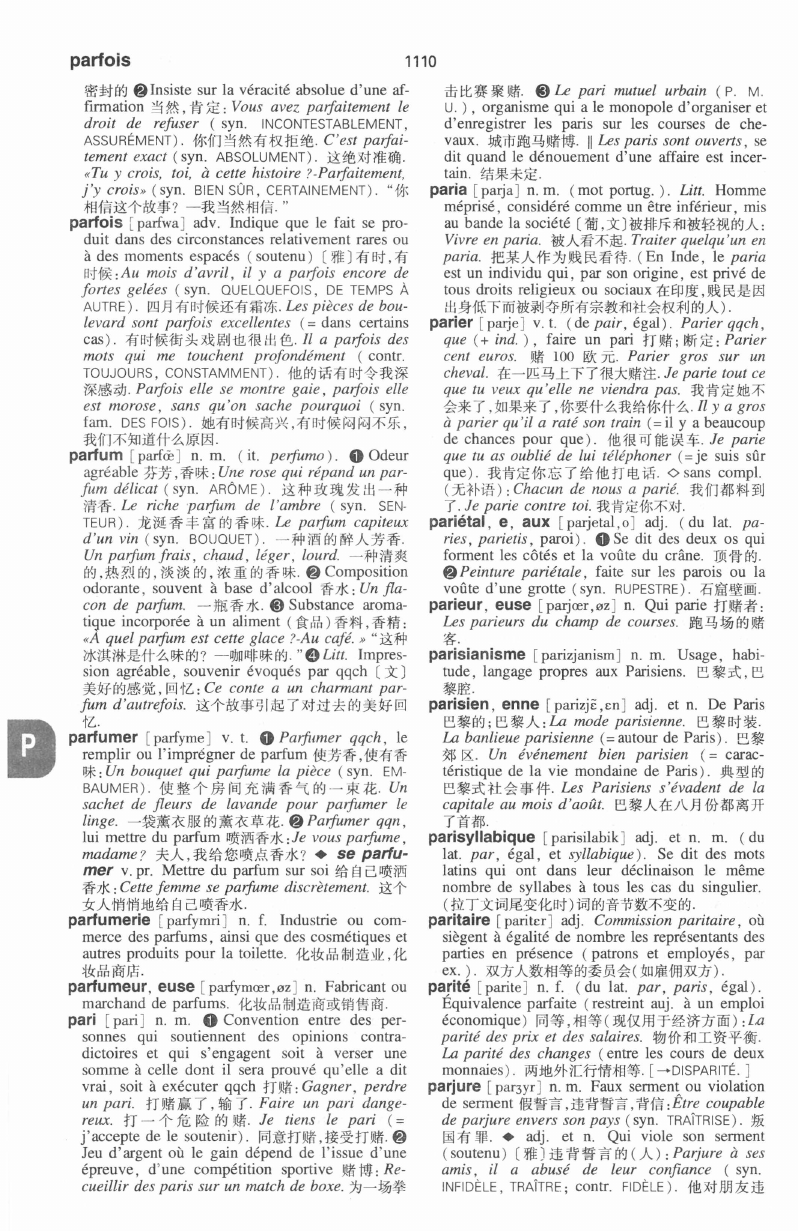 parfois
1110
密封的 ❷ Insiste sur la véracité absolue d'une af-
firmation 当然,肯定: Vous avez parfaitement le
droit de refuser ( syn. INCONTESTABLEMENT,
ASSURÉMENT). 你们当然有权拒绝. C'est parfai-
tement exact (syn. ABSOLUMENT). 这绝对准确.
«Tu y crois, toi, à cette histoire ?-Parfaitement,
j'y crois» (syn. BIEN SÛR, CERTAINEMENT). “你
相信这个故事? —我当然相信.”
parfois [parfwa] adv. Indique que le fait se pro-
duit dans des circonstances relativement rares ou
à des moments espacés (soutenu) 〔雅〕有时,有
时候: Au mois d'avril, il y a parfois encore de
fortes gelées (syn. QUELQUEFOIS, DE TEMPS À
AUTRE). 四月有时候还有霜冻. Les pièces de bou-
levard sont parfois excellentes (= dans certains
cas). 有时候街头戏剧也很出色. Il a parfois des
mots qui me touchent profondément ( contr.
TOUJOURS, CONSTAMMENT). 他的话有时令我深
深感动. Parfois elle se montre gaie, parfois elle
est morose, sans qu'on sache pourquoi ( syn.
fam. DES FOIS). 她有时候高兴,有时候闷闷不乐,
我们不知道什么原因.
parfum [parfœ̃] n. m. ( it. perfumo). ❶ Odeur
agréable 芬芳,香味: Une rose qui répand un par-
fum délicat (syn. ARÔME). 这种玫瑰发出一种
清香. Le riche parfum de l'ambre ( syn. SEN-
TEUR). 龙涎香丰富的香味. Le parfum capiteux
d'un vin (syn. BOUQUET). 一种酒的醉人芳香.
Un parfum frais, chaud, léger, lourd. 一种清爽
的,热烈的,淡淡的,浓重的香味. ❷ Composition
odorante, souvent à base d'alcool 香水: Un fla-
con de parfum. 一瓶香水. ❸ Substance aroma-
tique incorporée à un aliment (食品)香料,香精:
«A quel parfum est cette glace ?-Au café. » “这种
冰淇淋是什么味的? —咖啡味的.” ❹ Litt. Impres-
sion agréable, souvenir évoqués par qqch 〔文〕
美好的感觉,回忆: Ce conte a un charmant par-
fum d'autrefois. 这个故事引起了对过去的美好回
忆.
parfumer [parfyme] v. t. ❶ Parfumer qqch, le
remplir ou l'imprégner de parfum 使芳香,使有香
味: Un bouquet qui parfume la pièce (syn. EM-
BAUMER). 使整个房间充满香气的一束花. Un
sachet de fleurs de lavande pour parfumer le
linge. 一袋薰衣服的薰衣草花. ❷ Parfumer qqn,
lui mettre du parfum 喷洒香水: Je vous parfume,
madame? 夫人,我给您喷点香水? ◆ se parfu-
mer v. pr. Mettre du parfum sur soi 给自己喷洒
香水: Cette femme se parfume discrètement. 这个
女人悄悄地给自己喷香水.
parfumerie [parfymri] n. f. Industrie ou com-
merce des parfums, ainsi que des cosmétiques et
autres produits pour la toilette. 化妆品制造业,化
妆品商店.
parfumeur, euse [parfymœr,øz] n. Fabricant ou
marchand de parfums. 化妆品制造商或销售商.
pari [pari] n. m. ❶ Convention entre des per-
sonnes qui soutiennent des opinions contra-
dictoires et qui s'engagent soit à verser une
somme à celle dont il sera prouvé qu'elle a dit
vrai, soit à exécuter qqch 打赌: Gagner, perdre
un pari. 打赌赢了,输了. Faire un pari dange-
reux. 打一个危险的赌. Je tiens le pari ( =
j'accepte de le soutenir). 同意打赌,接受打赌. ❷
Jeu d'argent où le gain dépend de l'issue d'une
épreuve, d'une compétition sportive 赌博: Re-
cueillir des paris sur un match de boxe. 为一场拳
P
击比赛聚赌. ❸ Le pari mutuel urbain ( P. M.
U. ), organisme qui a le monopole d'organiser et
d'enregistrer les paris sur les courses de che-
vaux. 城市跑马赌博. ‖ Les paris sont ouverts, se
dit quand le dénouement d'une affaire est incer-
tain. 结果未定.
paria [parja] n. m. (mot portug. ). Litt. Homme
méprisé, considéré comme un être inférieur, mis
au bande la société 〔葡,文〕被排斥和被轻视的人:
Vivre en paria. 被人看不起. Traiter quelqu'un en
paria. 把某人作为贱民看待. (En Inde, le paria
est un individu qui, par son origine, est privé de
tous droits religieux ou sociaux 在印度,贱民是因
出身低下而被剥夺所有宗教和社会权利的人).
parier [parje] v. t. (de pair, égal). Parier qqch,
que (+ ind. ), faire un pari 打赌;断定: Parier
cent euros. 赌 100 欧元. Parier gros sur un
cheval. 在一匹马上下了很大赌注. Je parie tout ce
que tu veux qu'elle ne viendra pas. 我肯定她不
会来了,如果来了,你要什么我给你什么. Il y a gros
à parier qu'il a raté son train (= il y a beaucoup
de chances pour que). 他很可能误车. Je parie
que tu as oublié de lui téléphoner (= je suis sûr
que). 我肯定你忘了给他打电话. ◇ sans compl.
(无补语): Chacun de nous a parié. 我们都料到
了. Je parie contre toi. 我肯定你不对.
pariétal, e, aux [parjetal,o] adj. (du lat. pa-
ries, parietis, paroi). ❶ Se dit des deux os qui
forment les côtés et la voûte du crâne. 顶骨的.
❷ Peinture pariétale, faite sur les parois ou la
voûte d'une grotte (syn. RUPESTRE). 石窟壁画.
parieur, euse [parjœr,øz] n. Qui parie 打赌者:
Les parieurs du champ de courses. 跑马场的赌
客.
parisianisme [parizjanism] n. m. Usage, habi-
tude, langage propres aux Parisiens. 巴黎式,巴
黎腔.
parisien, enne [parizjɛ̃,ɛn] adj. et n. De Paris
巴黎的;巴黎人: La mode parisienne. 巴黎时装.
La banlieue parisienne (= autour de Paris). 巴黎
郊区. Un événement bien parisien ( = carac-
téristique de la vie mondaine de Paris). 典型的
巴黎式社会事件. Les Parisiens s'évadent de la
capitale au mois d'août. 巴黎人在八月份都离开
了首都.
parisyllabique [parisilabik] adj. et n. m. ( du
lat. par, égal, et syllabique). Se dit des mots
latins qui ont dans leur déclinaison le même
nombre de syllabes à tous les cas du singulier.
(拉丁文词尾变化时)词的音节数不变的.
paritaire [paritɛr] adj. Commission paritaire, où
siègent à égalité de nombre les représentants des
parties en présence ( patrons et employés, par
ex. ). 双方人数相等的委员会(如雇佣双方).
parité [parite] n. f. (du lat. par, paris, égal).
Équivalence parfaite (restreint auj. à un emploi
économique) 同等,相等(现仅用于经济方面): La
parité des prix et des salaires. 物价和工资平衡.
La parité des changes (entre les cours de deux
monnaies). 两地外汇行情相等. [→DISPARITÉ. ]
parjure [parʒyr] n. m. Faux serment ou violation
de serment 假誓言,违背誓言,背信: Être coupable
de parjure envers son pays (syn. TRAÎTRISE). 叛
国有罪. ◆ adj. et n. Qui viole son serment
(soutenu) 〔雅〕违背誓言的(人): Parjure à ses
amis, il a abusé de leur confiance ( syn.
INFIDÈLE, TRAÎTRE; contr. FIDÈLE). 他对朋友违